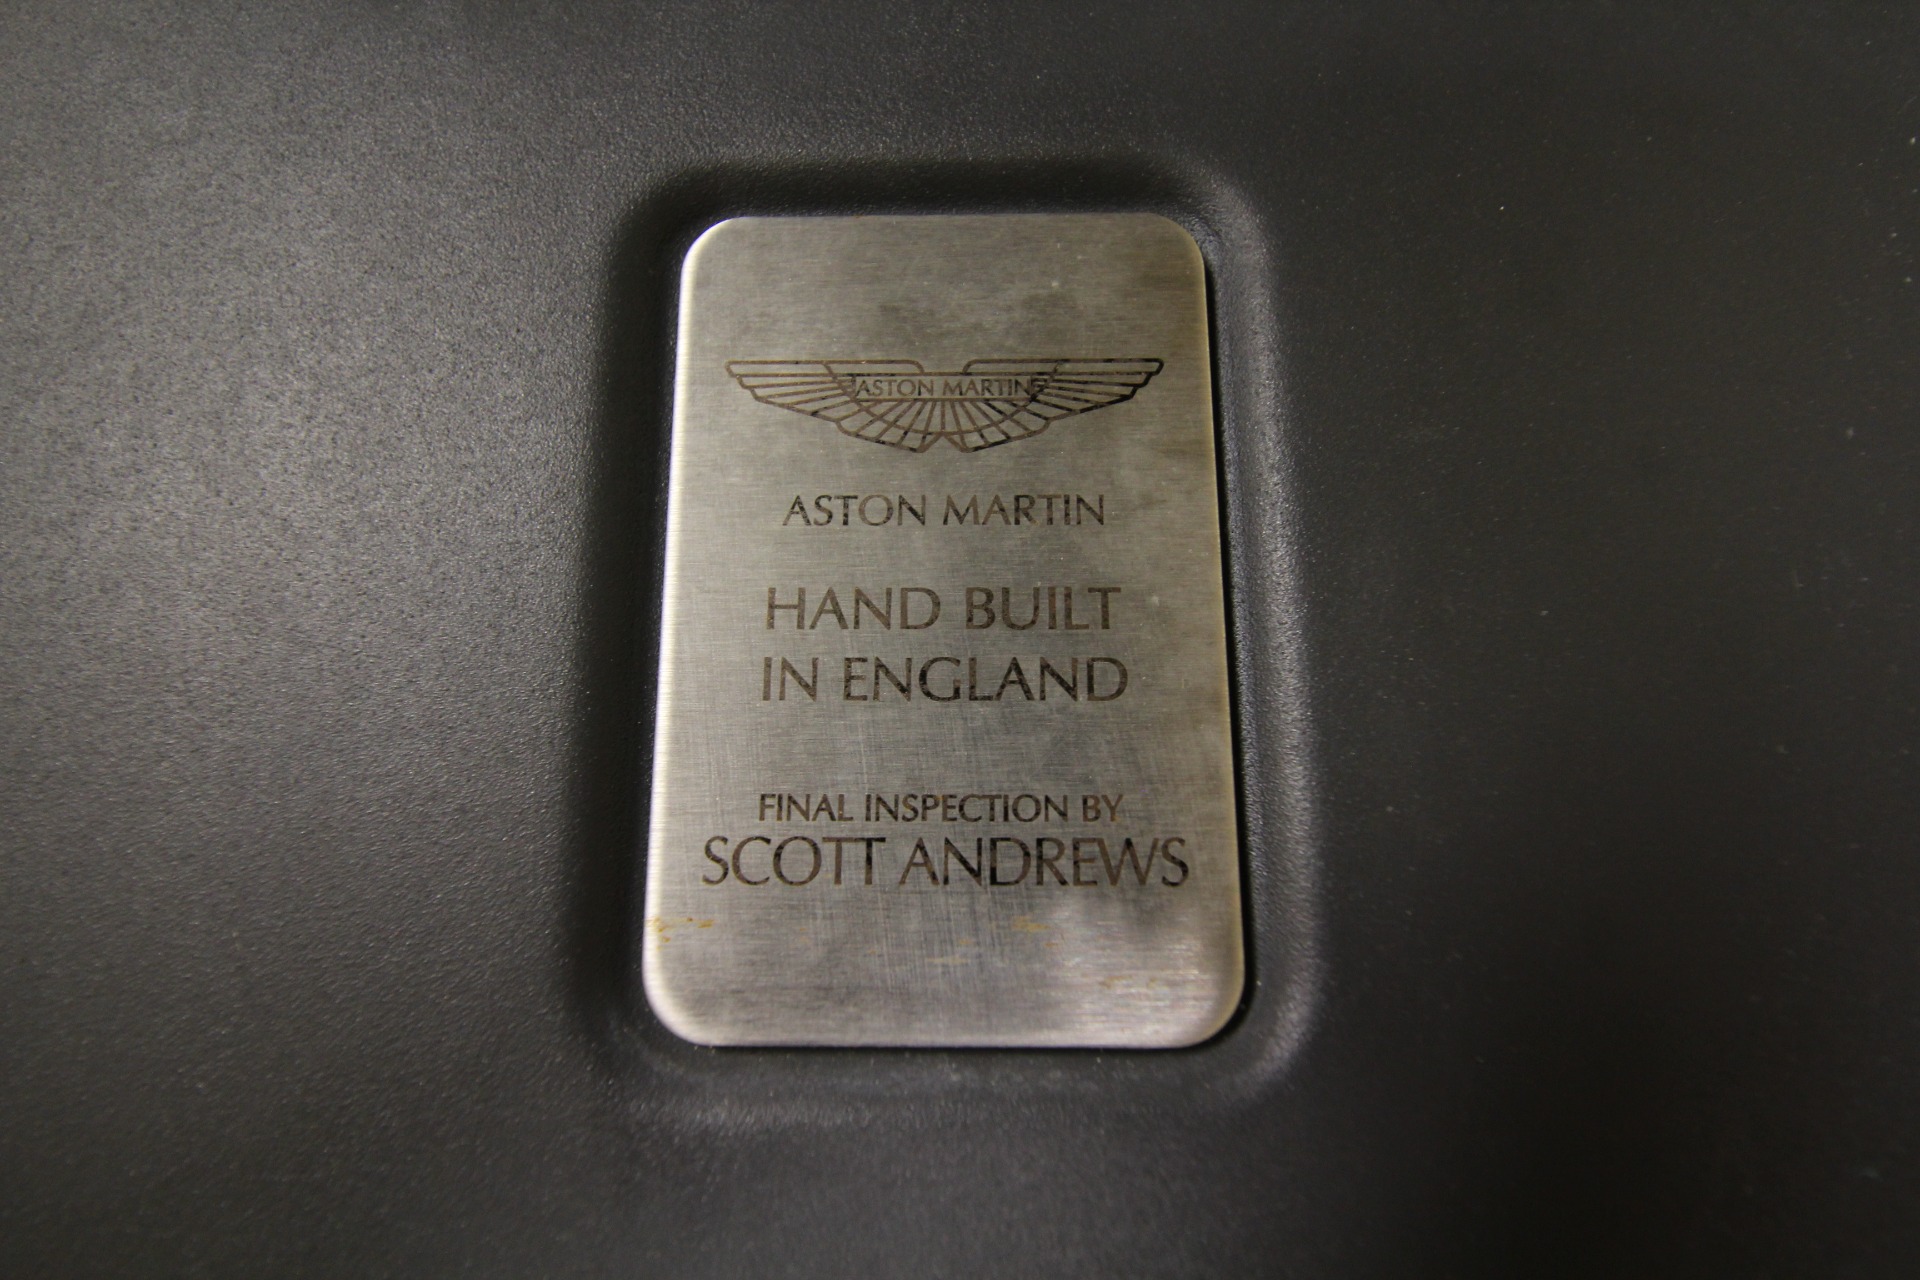 ASTON MARTIN
ASTON MARTIN
HAND BUILT
IN ENGLAND
FINAL INSPECTION BY
SCOTT ANDREWS